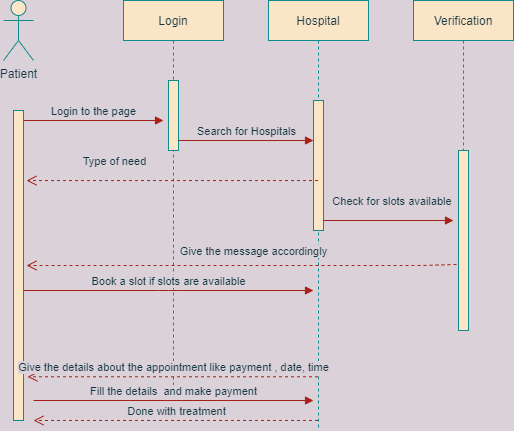 Login
Hospital
Verification
Patient
Login to the page
Search for Hospitals
Type of need
Check for slots available
Give the message accordingly
Book a slot if slots are available
Give the details about the appointment like payment , date, time
Fill the details and make payment
Done with treatment